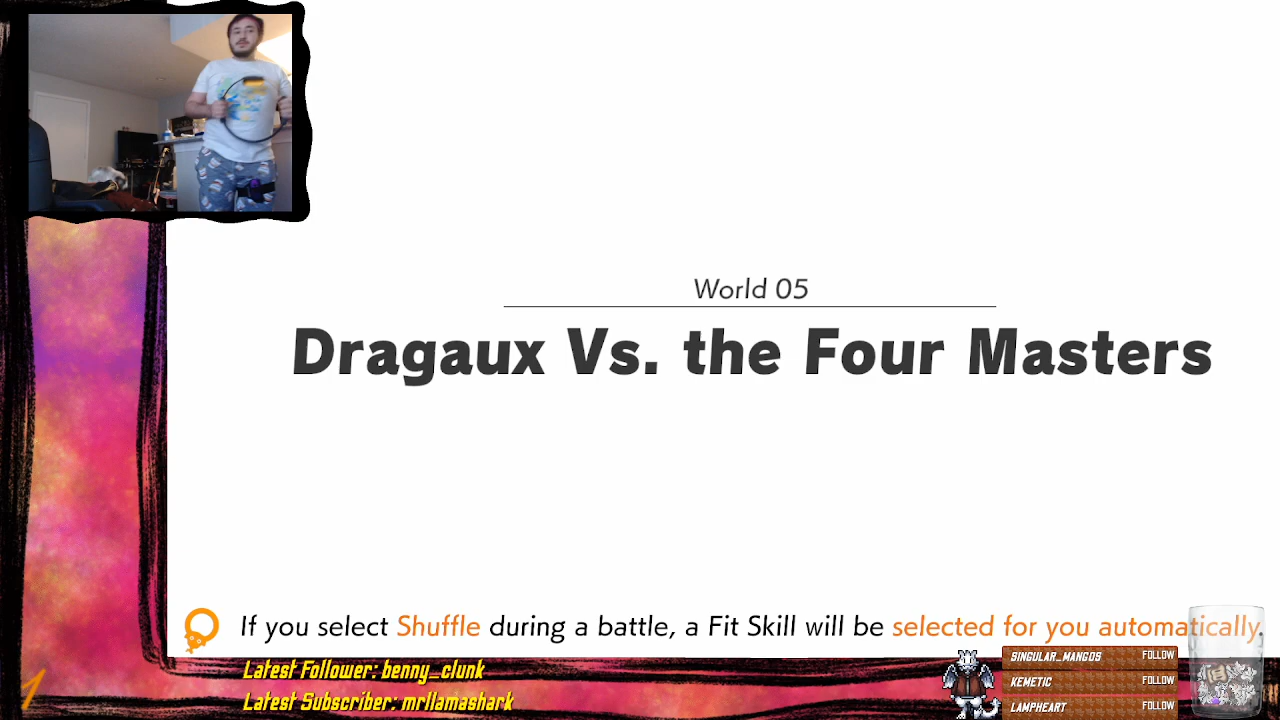 World 05
Dragaux Vs. the Four Masters
If you select Shuffle during a battle, a Fit Skill will be selected for you automatically.
Latest Follower: benny_clunk
Latest Subscriber: mrllamashark
SINGULAR_MANGOS FOLLOW
KEMETIC FOLLOW
LAMPHEART FOLLOW
1